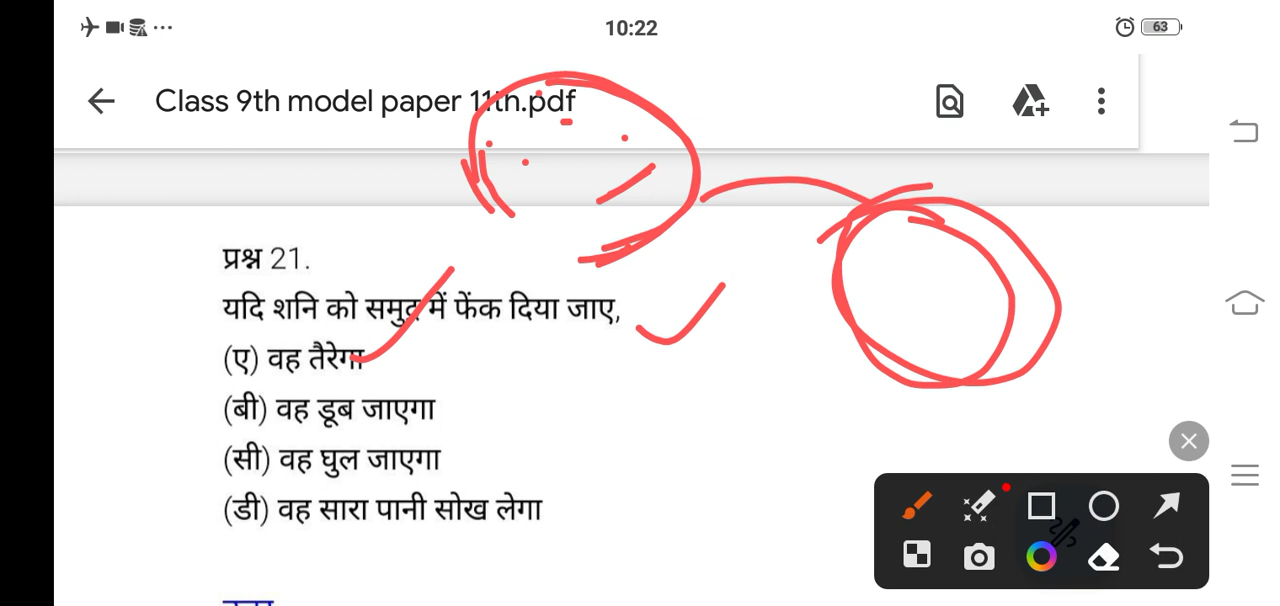 10:22
63
Class 9th model paper 11th.pdf
प्रश्न 21.
यदि शनि को समुद्र में फेंक दिया जाए,
(ए) वह तैरेगा
(बी) वह डूब जाएगा
(सी) वह घुल जाएगा
(डी) वह सारा पानी सोख लेगा